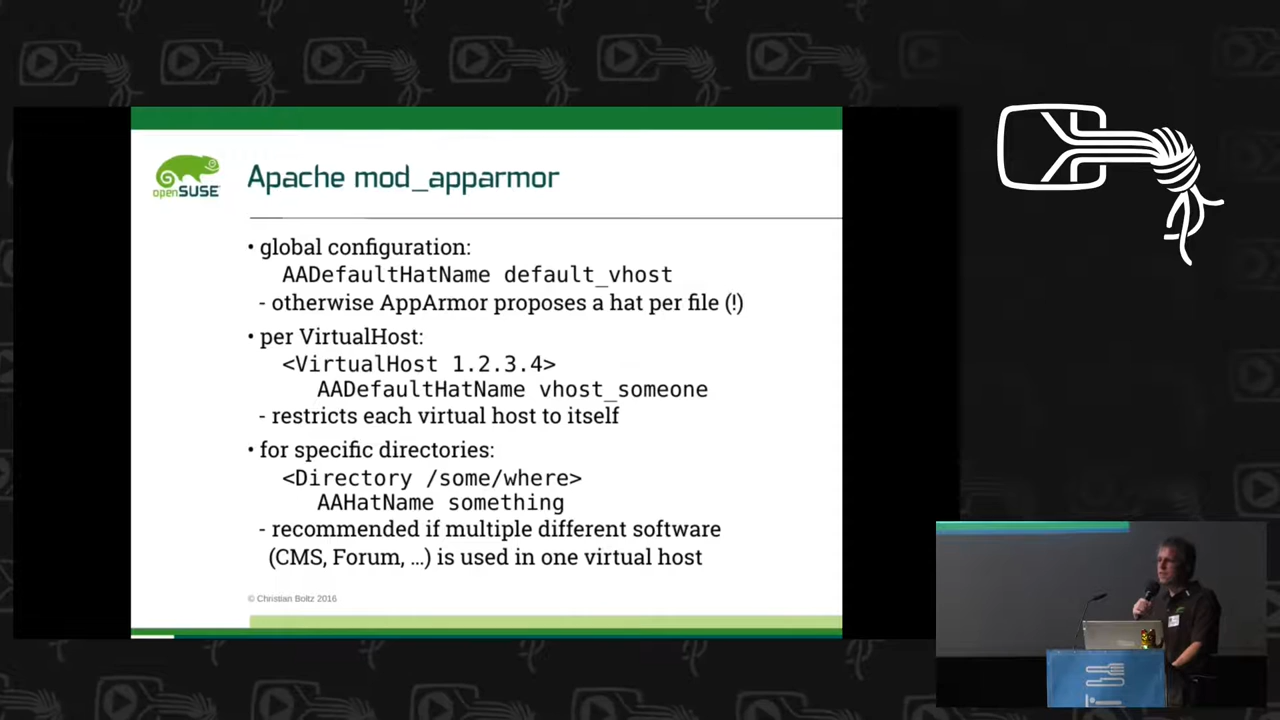 openSUSE
Apache mod_apparmor
• global configuration:
AADefaultHatName default_vhost
- otherwise AppArmor proposes a hat per file (!)
• per VirtualHost:
<VirtualHost 1.2.3.4>
AADefaultHatName vhost_someone
- restricts each virtual host to itself
• for specific directories:
<Directory /some/where>
AAHatName something
- recommended if multiple different software
(CMS, Forum, ...) is used in one virtual host
© Christian Boltz 2016